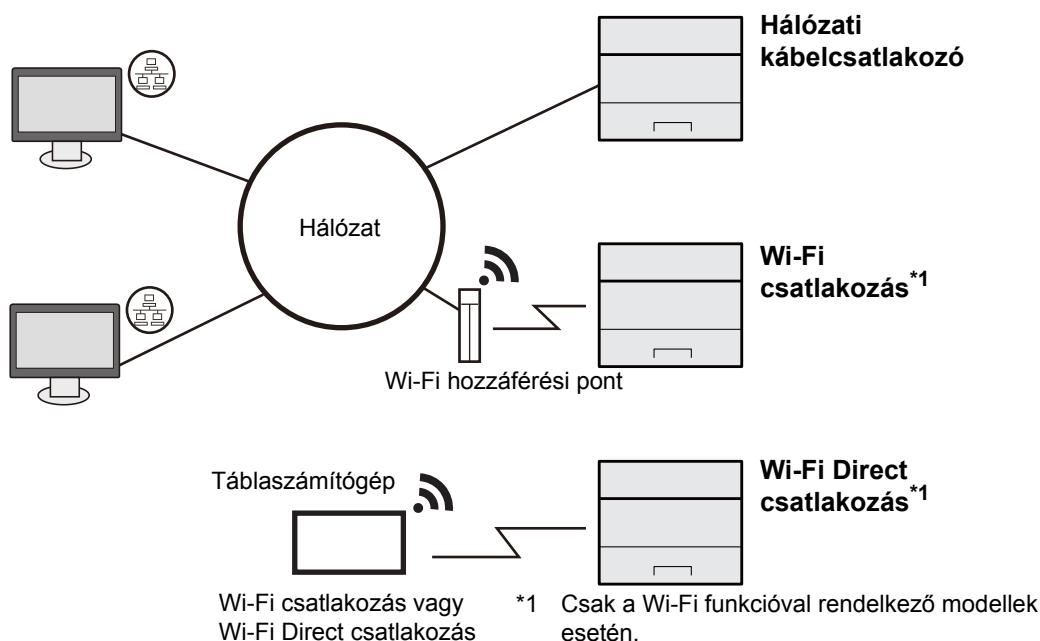 Hálózati
kábelcsatlakozó
Hálózat
Wi-Fi
csatlakozás*1
Wi-Fi hozzáférési pont
Táblaszámítógép
Wi-Fi Direct
csatlakozás*1
Wi-Fi csatlakozás vagy
Wi-Fi Direct csatlakozás
*1 Csak a Wi-Fi funkcióval rendelkező modellek
esetén.